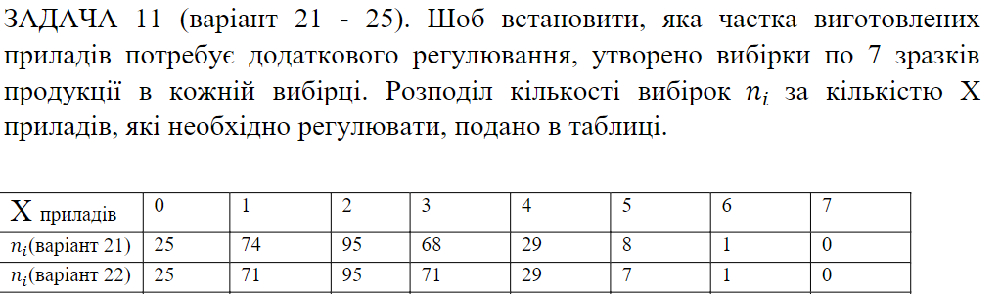 ЗАДАЧА 11 (варіант 21 - 25). Шоб встановити, яка частка виготовлених
приладів потребує додаткового регулювання, утворено вибірки по 7 зразків
продукції в кожній вибірці. Розподіл кількості вибірок nᵢ за кількістю X
приладів, які необхідно регулювати, подано в таблиці.
X приладів 0 1 2 3 4 5 6 7
nᵢ(варіант 21) 25 74 95 68 29 8 1 0
nᵢ(варіант 22) 25 71 95 71 29 7 1 0